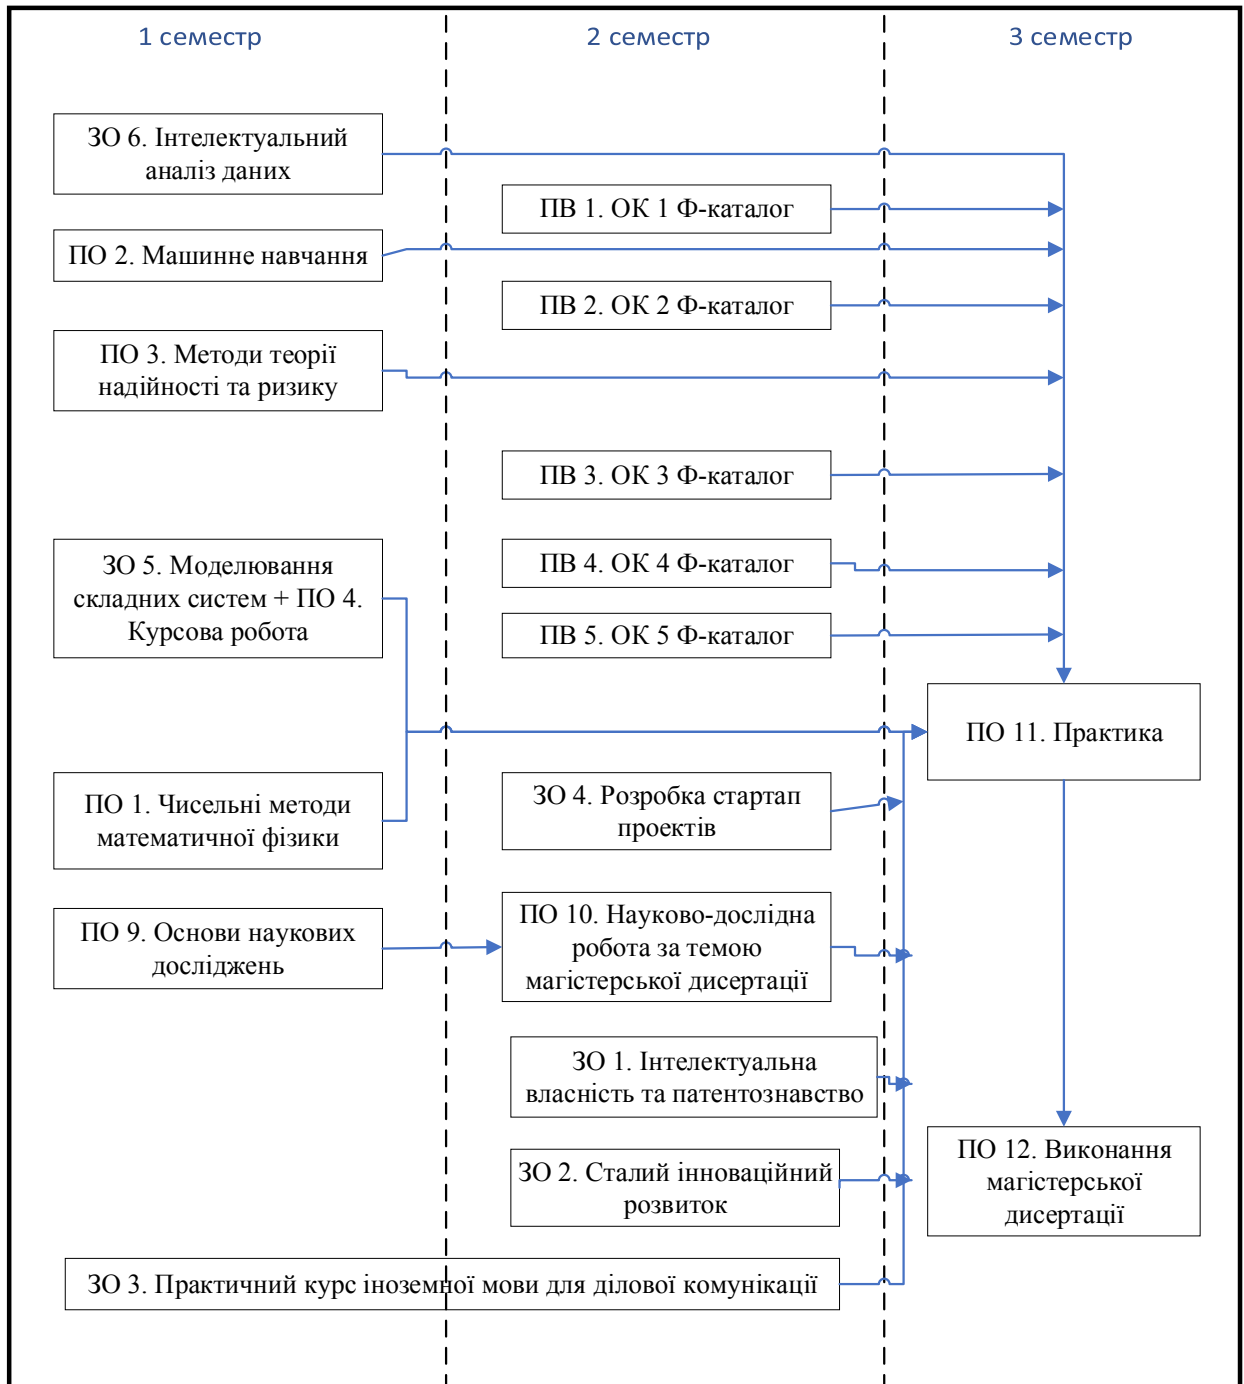 1 семестр
2 семестр
3 семестр
ЗО 6. Інтелектуальний
аналіз даних
ПВ 1. ОК 1 Ф-каталог
ПО 2. Машинне навчання
ПВ 2. ОК 2 Ф-каталог
ПО 3. Методи теорії
надійності та ризику
ПВ 3. ОК 3 Ф-каталог
ЗО 5. Моделювання
складних систем + ПО 4.
Курсова робота
ПВ 4. ОК 4 Ф-каталог
ПВ 5. ОК 5 Ф-каталог
ПО 11. Практика
ПО 1. Чисельні методи
математичної фізики
ЗО 4. Розробка стартап
проектів
ПО 9. Основи наукових
досліджень
ПО 10. Науково-дослідна
робота за темою
магістерської дисертації
ЗО 1. Інтелектуальна
власність та патентознавство
ПО 12. Виконання
магістерської
дисертації
ЗО 2. Сталий інноваційний
розвиток
ЗО 3. Практичний курс іноземної мови для ділової комунікації